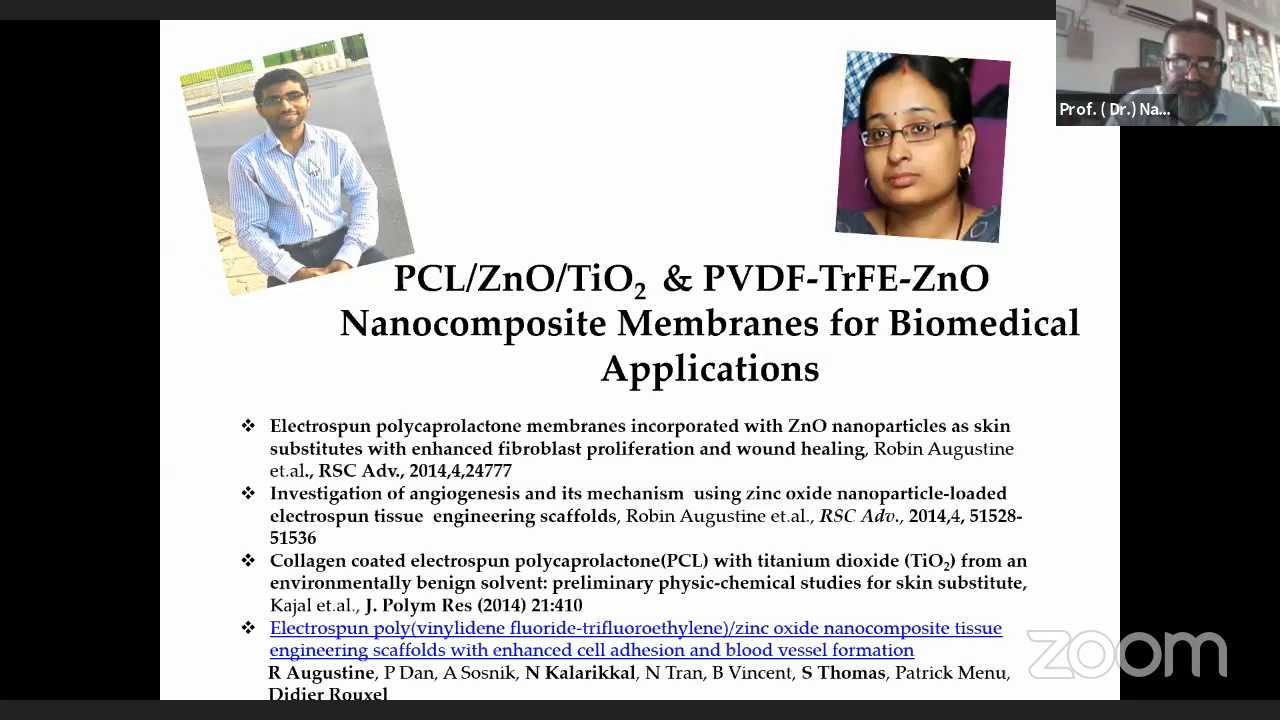 Prof. ( Dr.) Na...
PCL/ZnO/TiO2 & PVDF-TrFE-ZnO
Nanocomposite Membranes for Biomedical
Applications
❖ Electrospun polycaprolactone membranes incorporated with ZnO nanoparticles as skin
substitutes with enhanced fibroblast proliferation and wound healing, Robin Augustine
et.al., RSC Adv., 2014,4,24777
❖ Investigation of angiogenesis and its mechanism using zinc oxide nanoparticle-loaded
electrospun tissue engineering scaffolds, Robin Augustine et.al., RSC Adv., 2014,4, 51528-
51536
❖ Collagen coated electrospun polycaprolactone(PCL) with titanium dioxide (TiO2) from an
environmentally benign solvent: preliminary physic-chemical studies for skin substitute,
Kajal et.al., J. Polym Res (2014) 21:410
❖ Electrospun poly(vinylidene fluoride-trifluoroethylene)/zinc oxide nanocomposite tissue
engineering scaffolds with enhanced cell adhesion and blood vessel formation
R Augustine, P Dan, A Sosnik, N Kalarikkal, N Tran, B Vincent, S Thomas, Patrick Menu,
Didier Rouxel
zoom